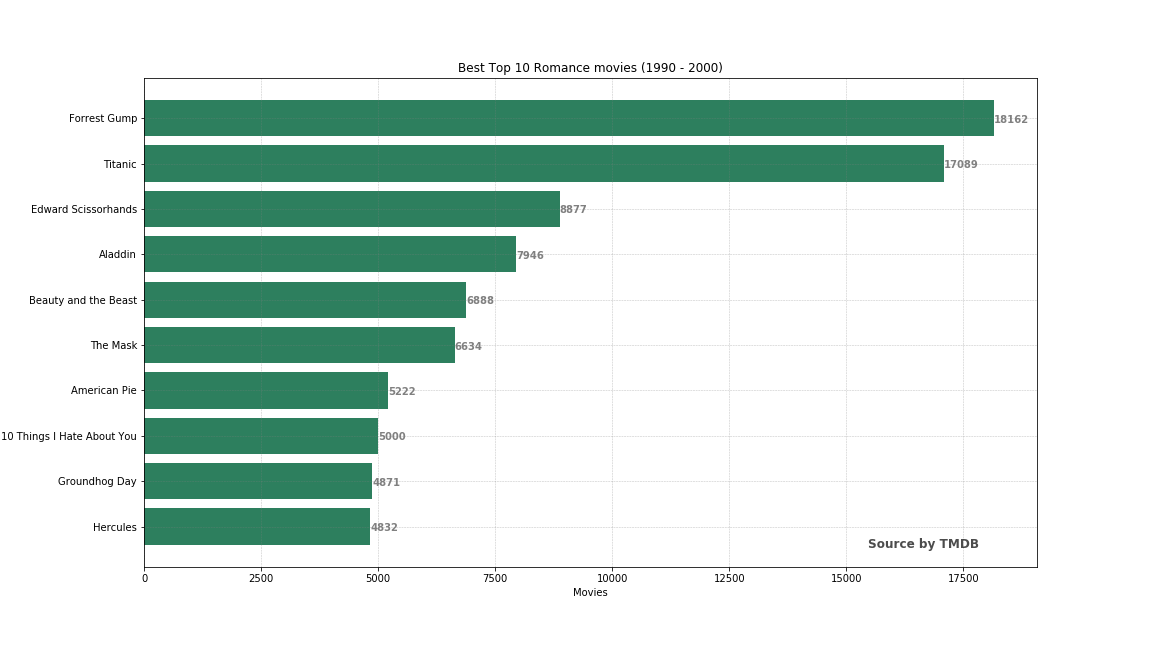 Best Top 10 Romance movies (1990 - 2000)
Forrest Gump 18162
Titanic 17089
Edward Scissorhands 8877
Aladdin 7946
Beauty and the Beast 6888
The Mask 6634
American Pie 5222
10 Things I Hate About You 5000
Groundhog Day 4871
Hercules 4832
Source by TMDB
0 2500 5000 7500 10000 12500 15000 17500
Movies